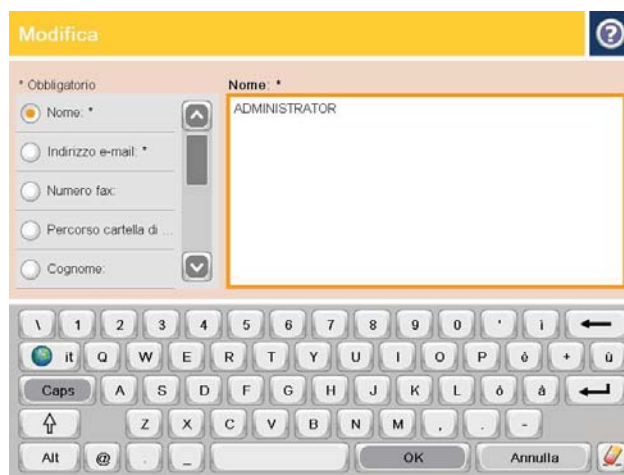 Modifica
?
* Obbligatorio
Nome: *
Indirizzo e-mail: *
Numero fax:
Percorso cartella di ...
Cognome:
Nome: *
ADMINISTRATOR
\ 1 2 3 4 5 6 7 8 9 0 ' ì
it Q W E R T Y U I O P è + ù
Caps A S D F G H J K L ò à
Z X C V B N M , . -
Alt @ . _ OK Annulla